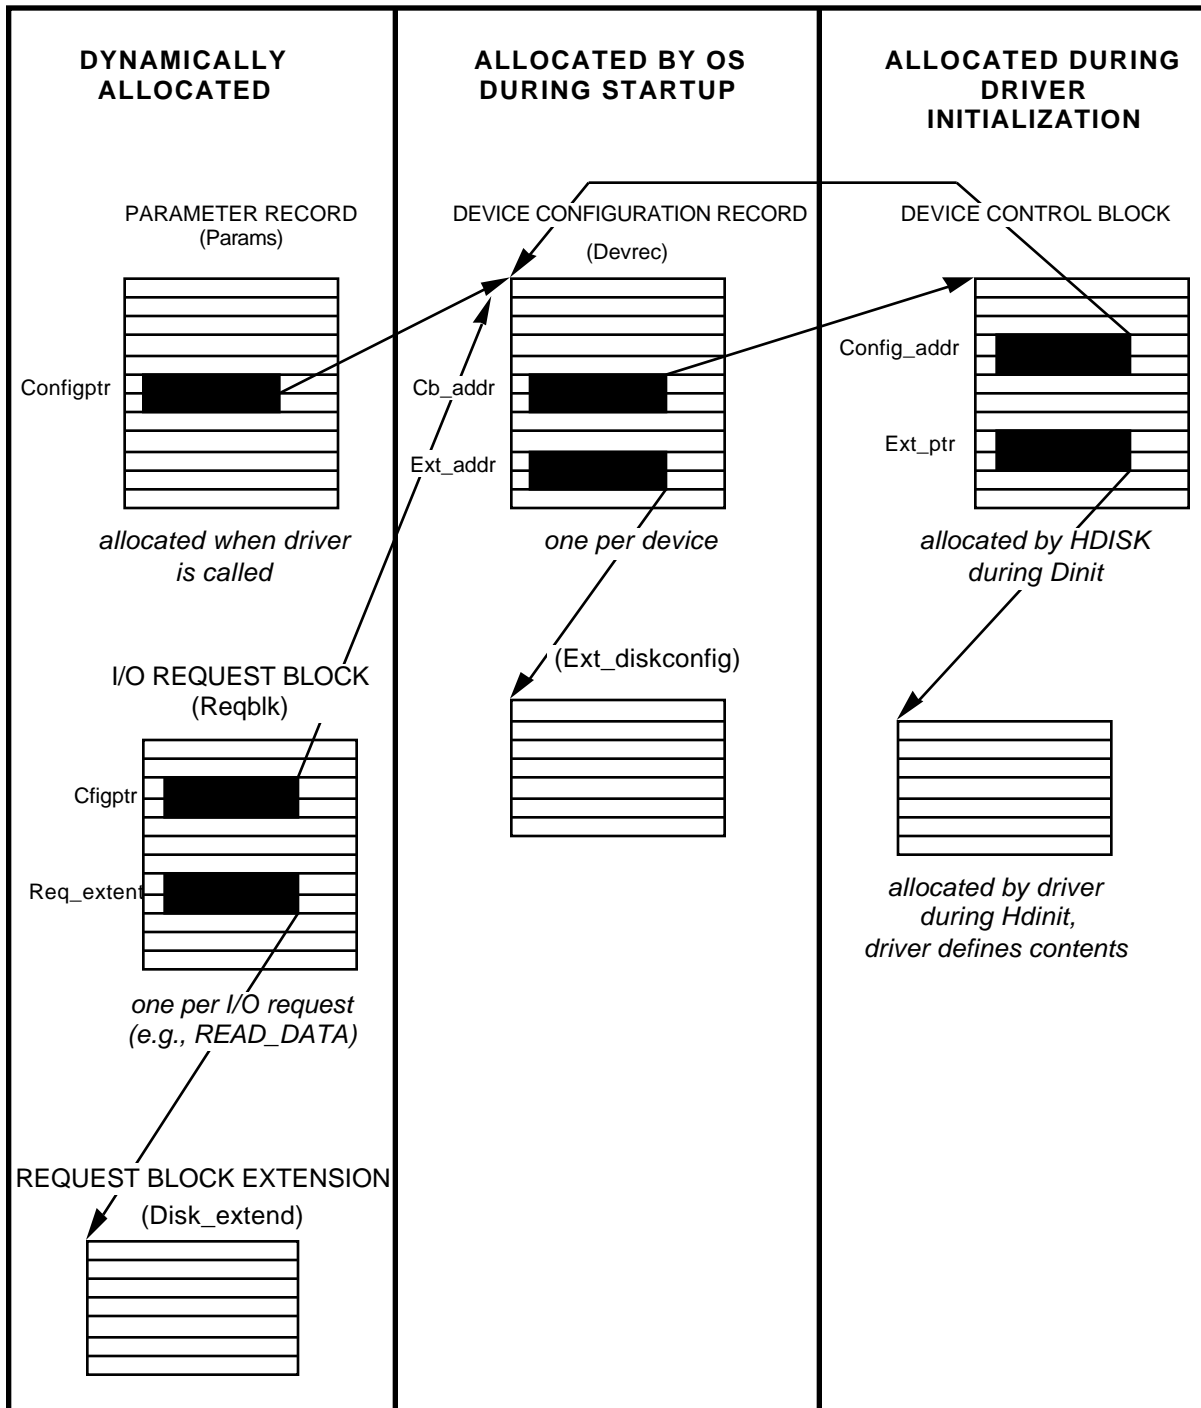 DYNAMICALLY
ALLOCATED
PARAMETER RECORD
(Params)
Configptr
allocated when driver
is called
I/O REQUEST BLOCK
(Reqblk)
Cfigptr
Req_extent
one per I/O request
(e.g., READ_DATA)
REQUEST BLOCK EXTENSION
(Disk_extend)
ALLOCATED BY OS
DURING STARTUP
DEVICE CONFIGURATION RECORD
(Devrec)
Cb_addr
Ext_addr
one per device
(Ext_diskconfig)
ALLOCATED DURING
DRIVER
INITIALIZATION
DEVICE CONTROL BLOCK
Config_addr
Ext_ptr
allocated by HDISK
during Dinit
allocated by driver
during Hdinit,
driver defines contents